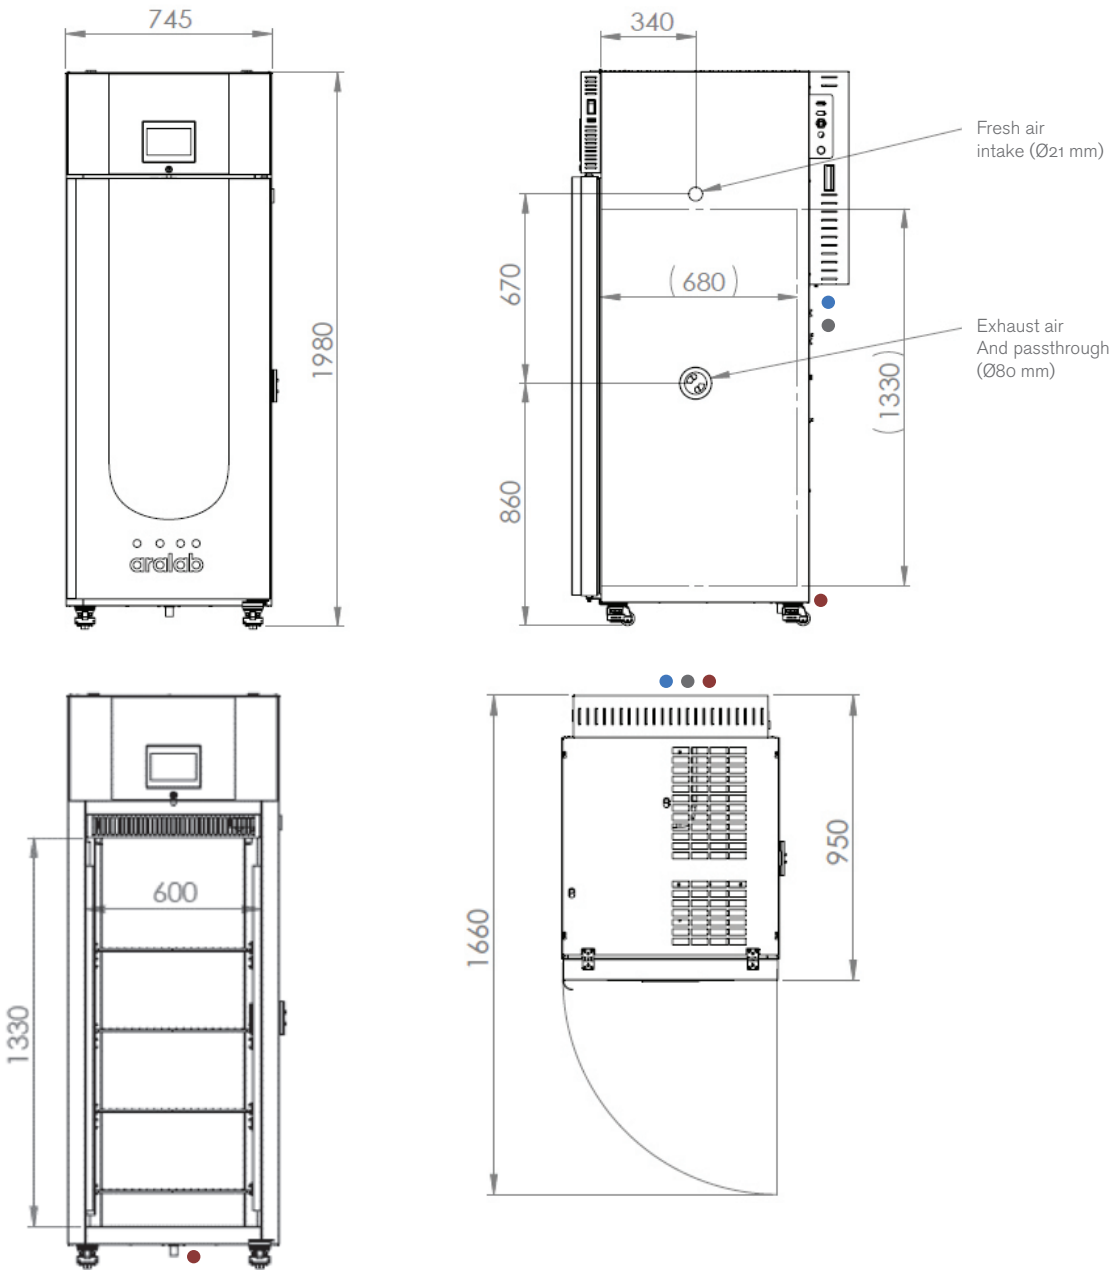 745
340
Fresh air
intake (Ø21 mm)
670
(680)
1980
Exhaust air
And passthrough
(Ø80 mm)
(1330)
860
aralab
600
950
1660
1330